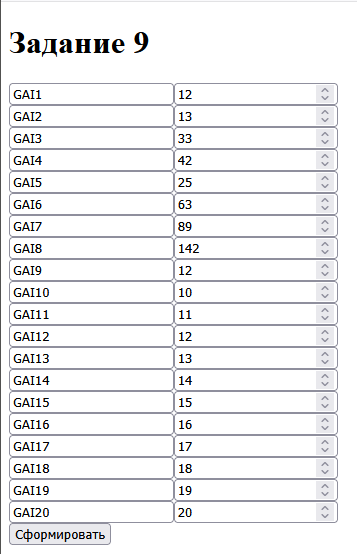 Задание 9
GAI1 12
GAI2 13
GAI3 33
GAI4 42
GAI5 25
GAI6 63
GAI7 89
GAI8 142
GAI9 12
GAI10 10
GAI11 11
GAI12 12
GAI13 13
GAI14 14
GAI15 15
GAI16 16
GAI17 17
GAI18 18
GAI19 19
GAI20 20
Сформировать